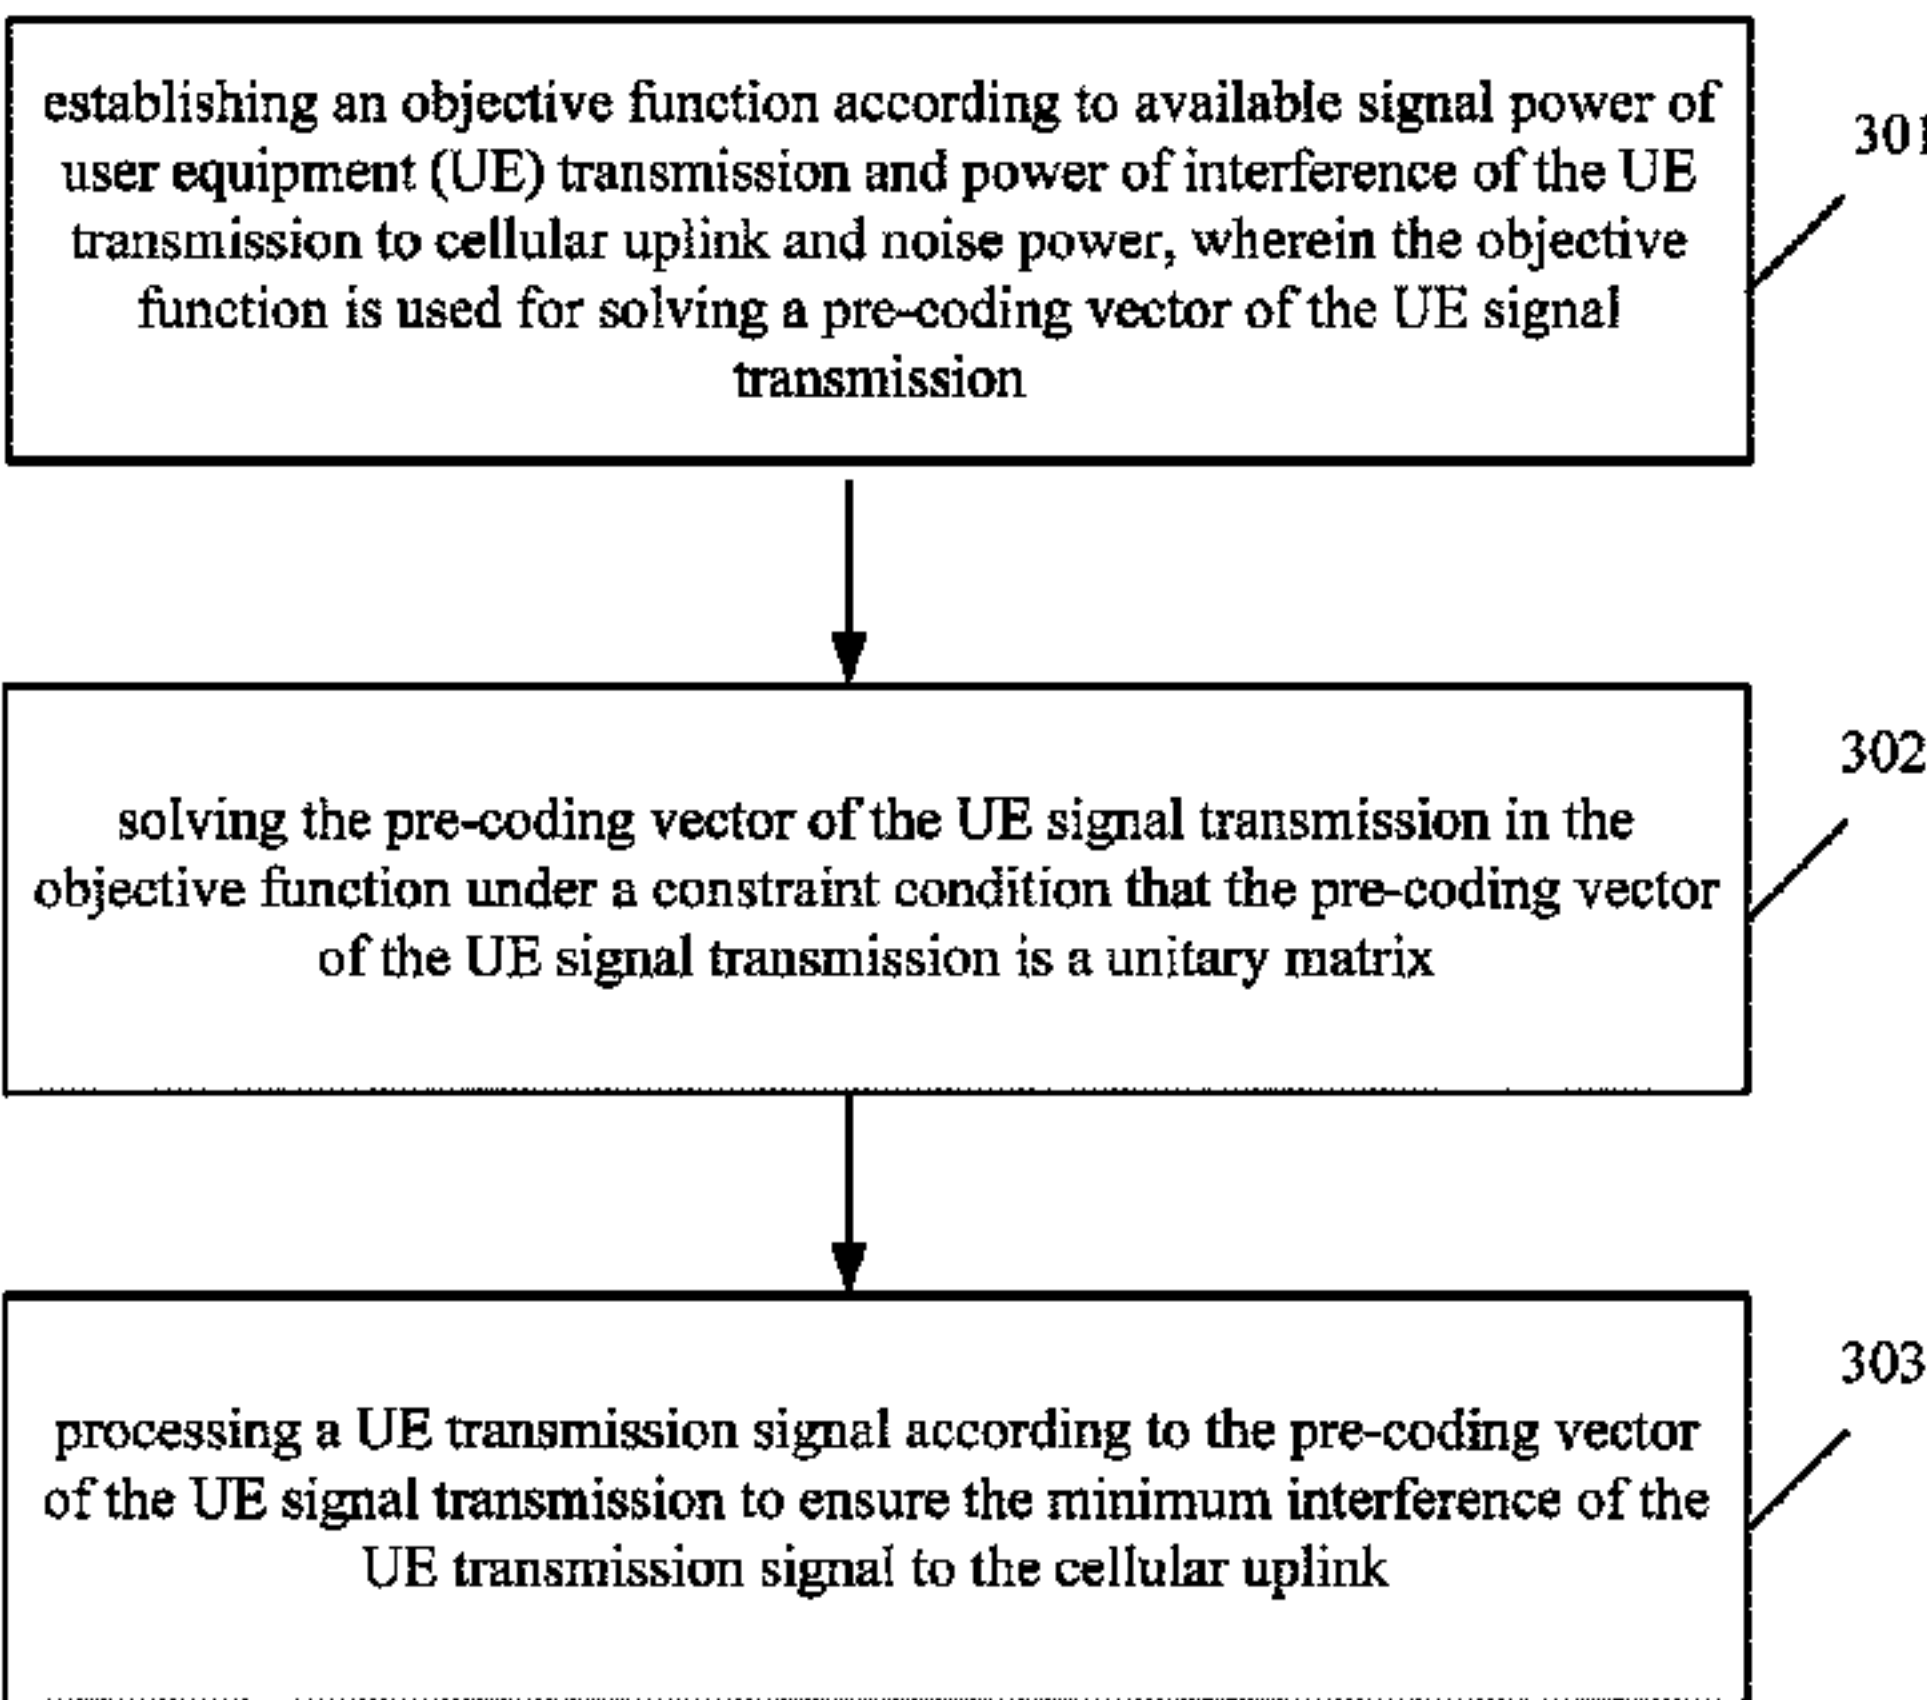 establishing an objective function according to available signal power of
user equipment (UE) transmission and power of interference of the UE
transmission to cellular uplink and noise power, wherein the objective
function is used for solving a pre-coding vector of the UE signal
transmission
301
solving the pre-coding vector of the UE signal transmission in the
objective function under a constraint condition that the pre-coding vector
of the UE signal transmission is a unitary matrix
302
processing a UE transmission signal according to the pre-coding vector
of the UE signal transmission to ensure the minimum interference of the
UE transmission signal to the cellular uplink
303